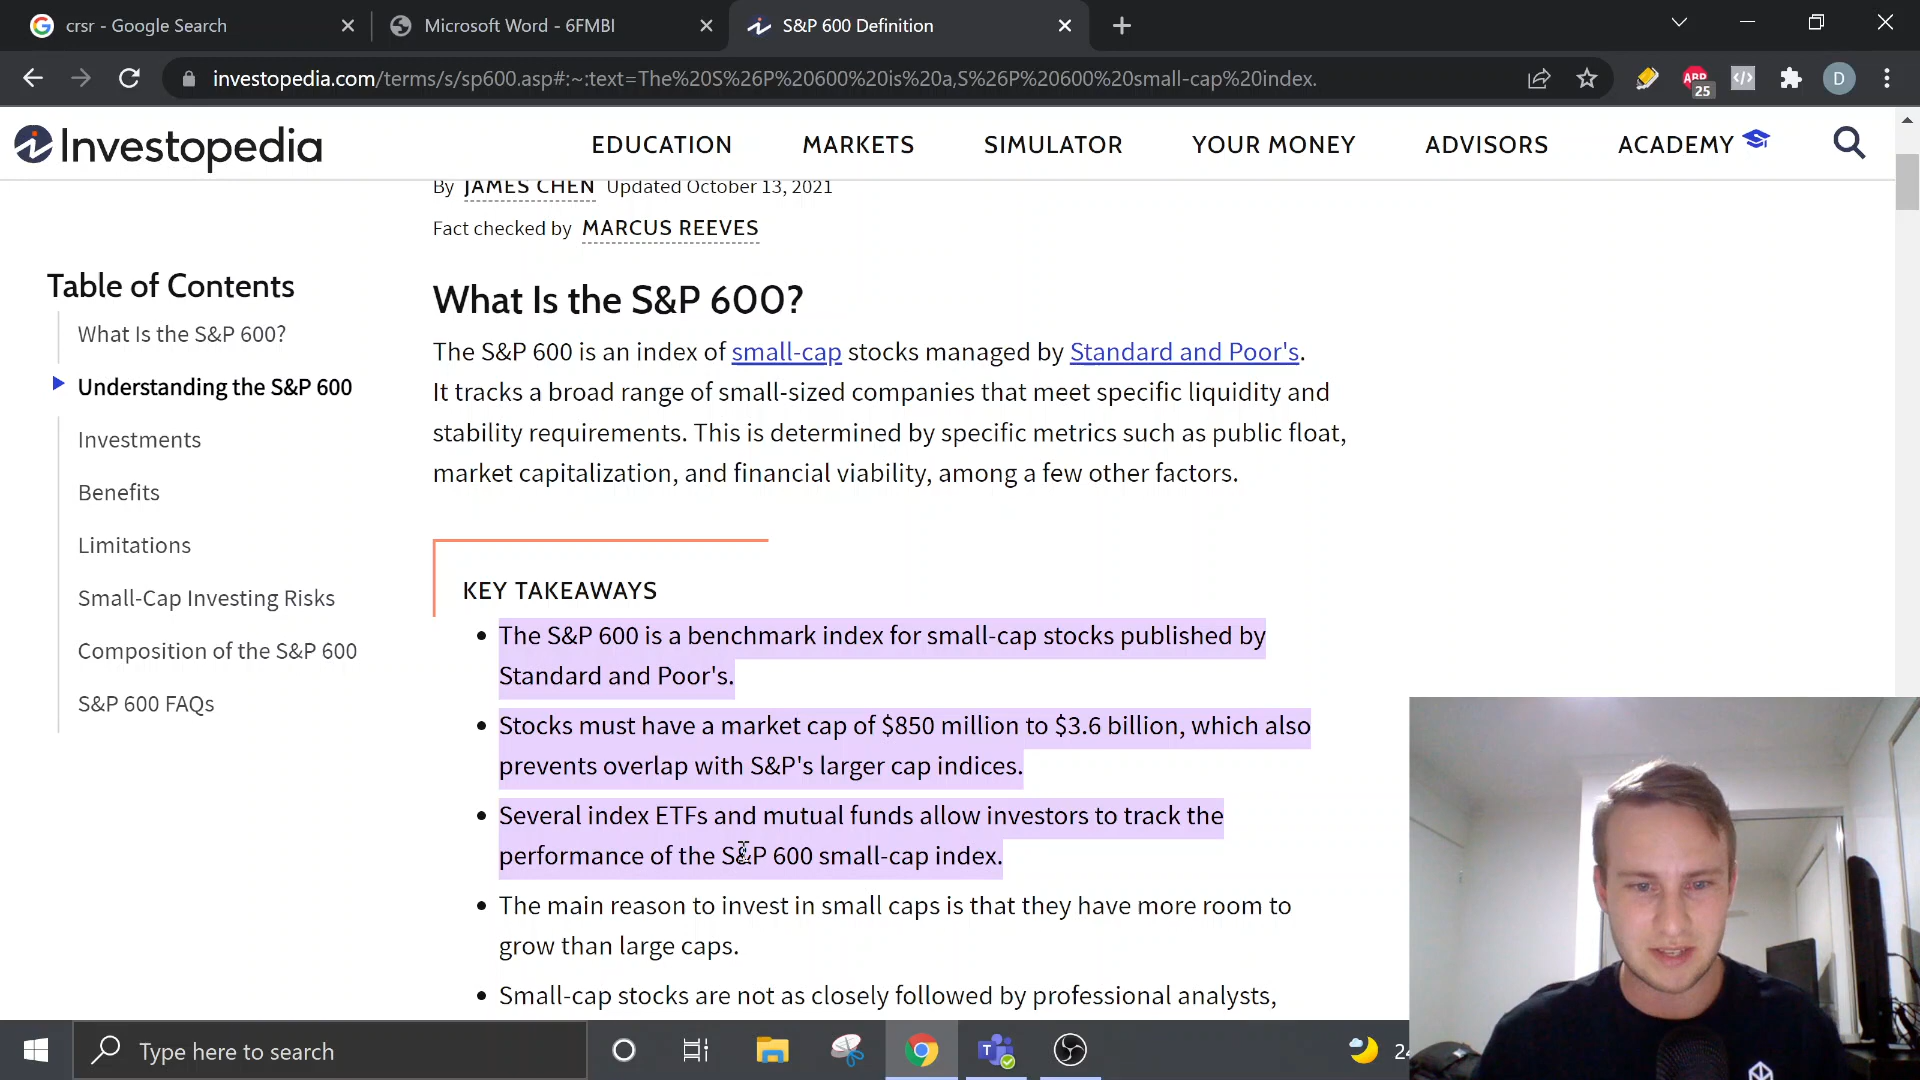 crsr - Google Search
Microsoft Word - 6FMBI
S&P 600 Definition
investopedia.com/terms/s/sp600.asp#:~:text=The%20S%26P%20600%20is%20a,S%26P%20600%20small-cap%20index.
ABP
25
D
Investopedia
EDUCATION
MARKETS
SIMULATOR
YOUR MONEY
ADVISORS
ACADEMY
By JAMES CHEN Updated October 13, 2021
Fact checked by MARCUS REEVES
Table of Contents
What Is the S&P 600?
Understanding the S&P 600
Investments
Benefits
Limitations
Small-Cap Investing Risks
Composition of the S&P 600
S&P 600 FAQs
What Is the S&P 600?
The S&P 600 is an index of small-cap stocks managed by Standard and Poor's.
It tracks a broad range of small-sized companies that meet specific liquidity and
stability requirements. This is determined by specific metrics such as public float,
market capitalization, and financial viability, among a few other factors.
KEY TAKEAWAYS
The S&P 600 is a benchmark index for small-cap stocks published by
Standard and Poor's.
Stocks must have a market cap of $850 million to $3.6 billion, which also
prevents overlap with S&P's larger cap indices.
Several index ETFs and mutual funds allow investors to track the
performance of the S&P 600 small-cap index.
The main reason to invest in small caps is that they have more room to
grow than large caps.
Small-cap stocks are not as closely followed by professional analysts,
Type here to search